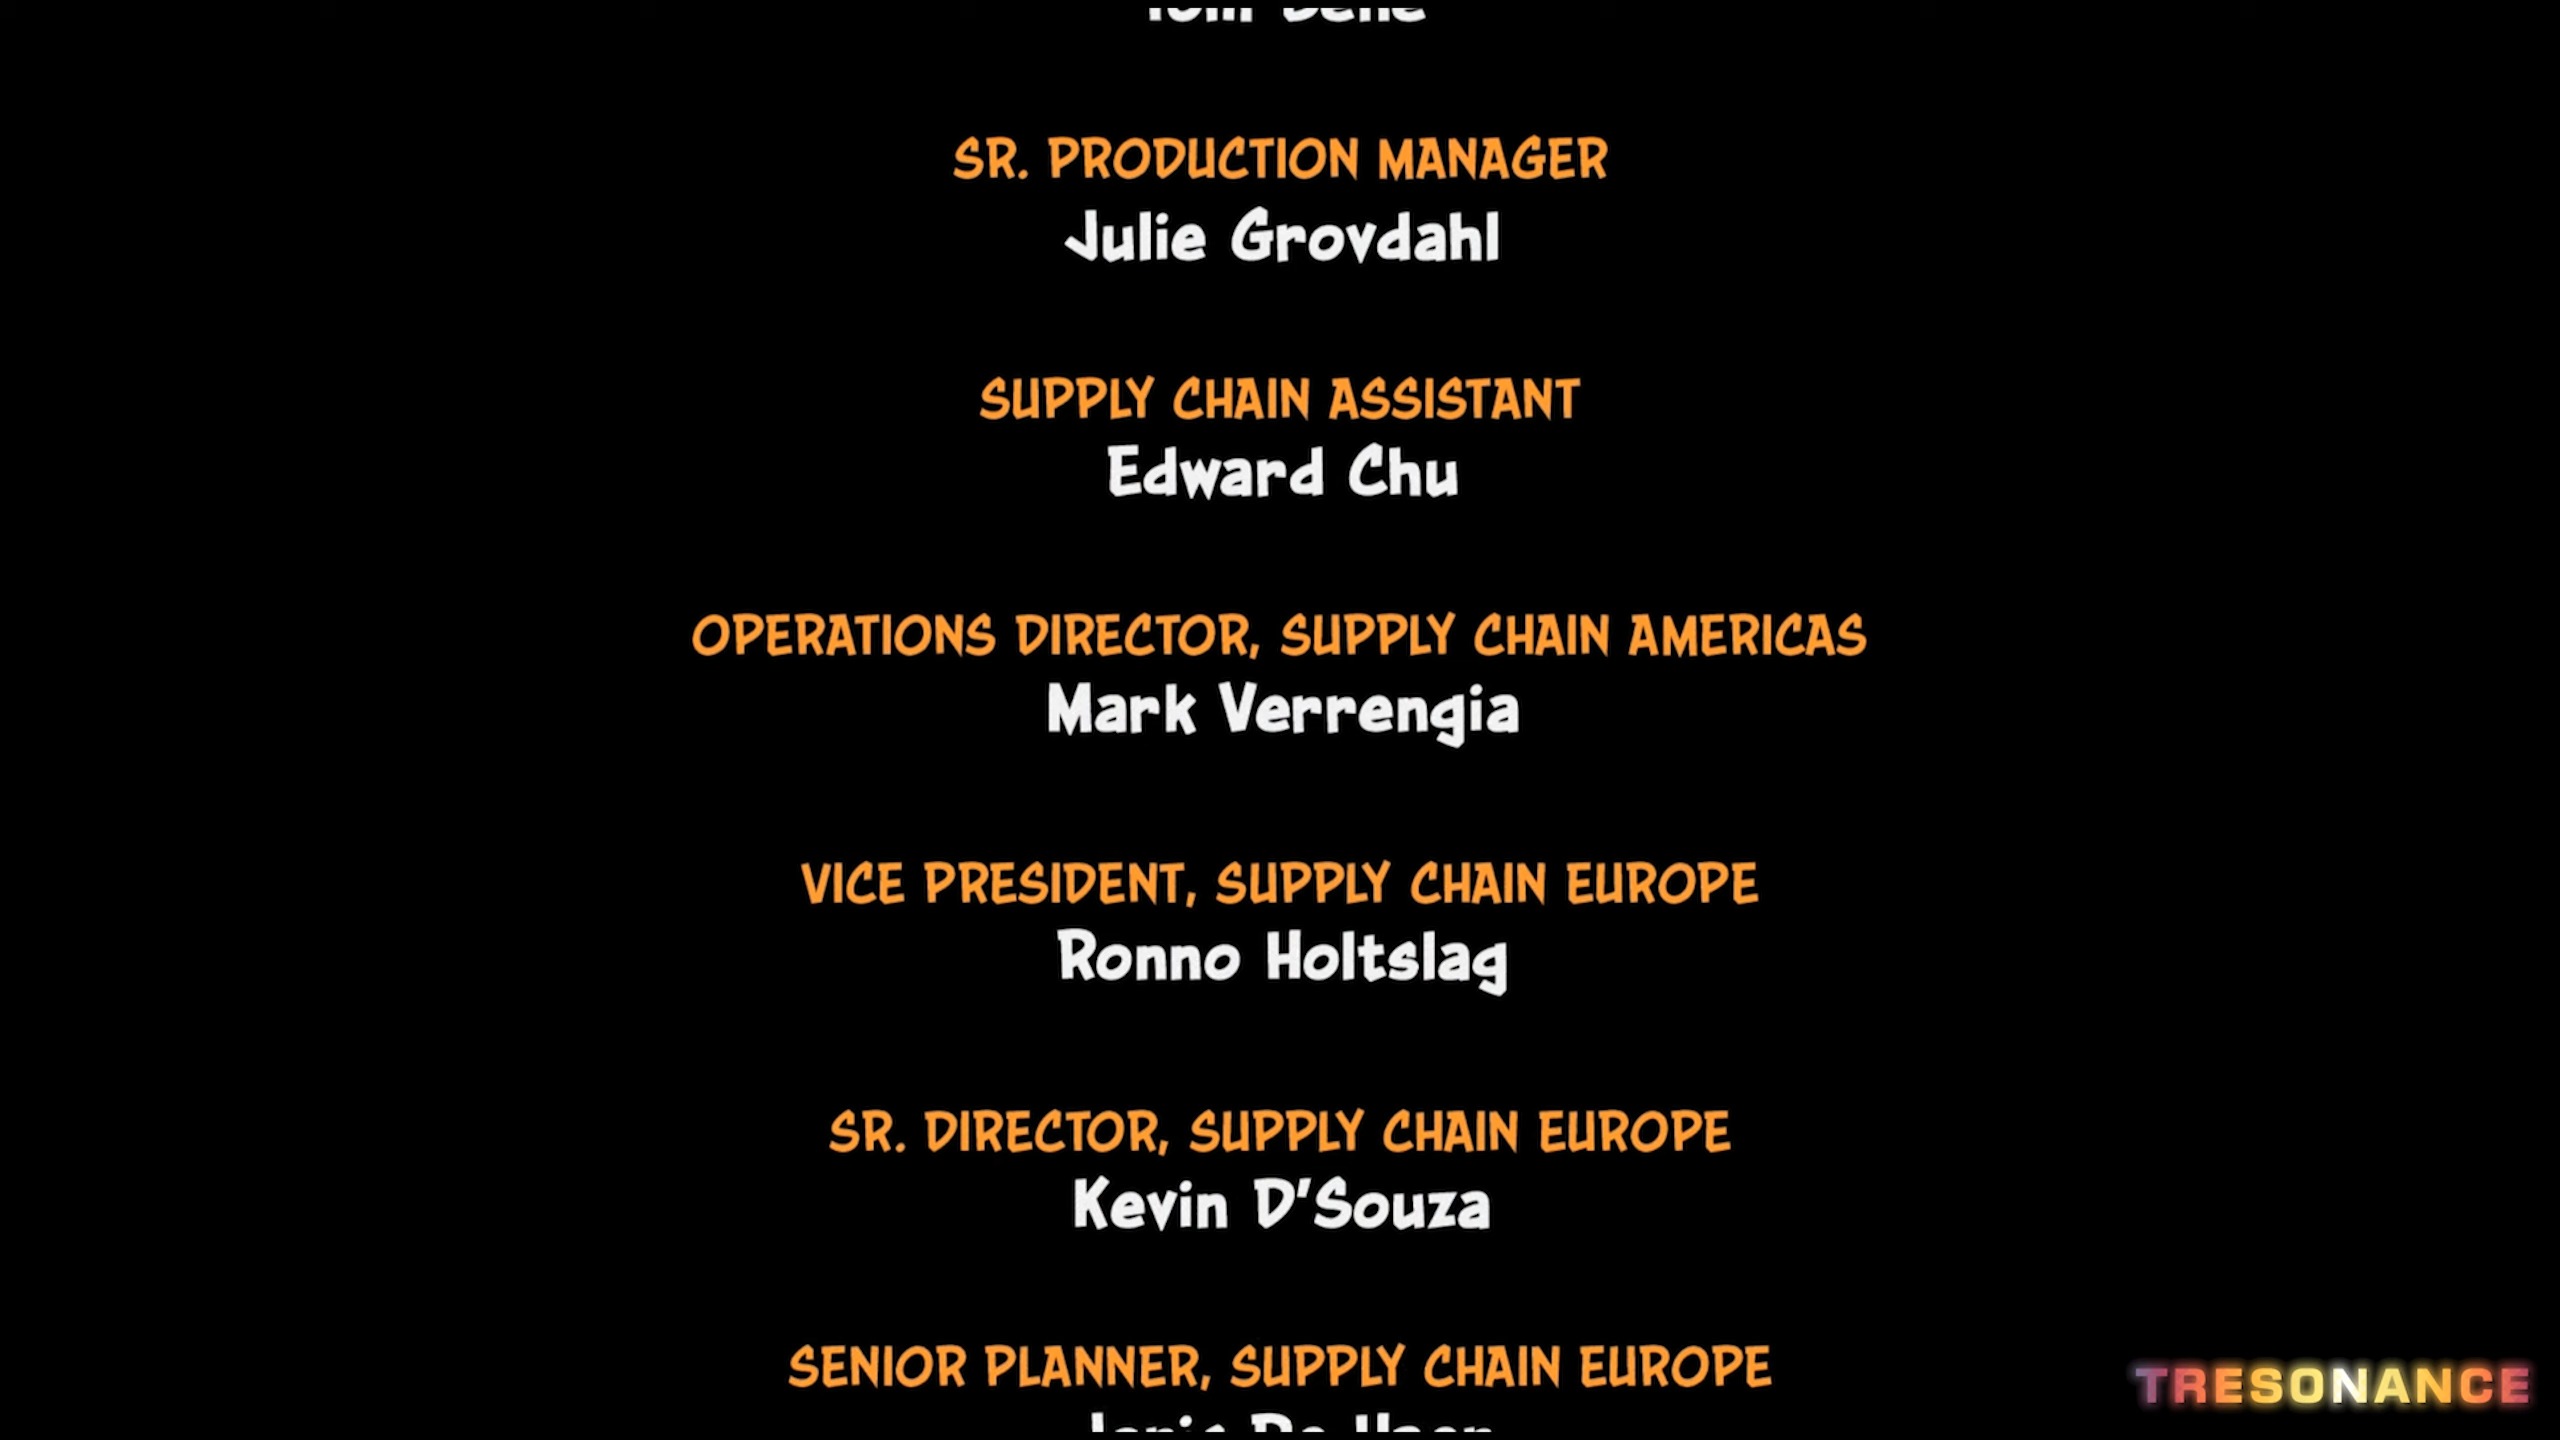 SR. PRODUCTION MANAGER
Julie Grovdahl
SUPPLY CHAIN ASSISTANT
Edward Chu
OPERATIONS DIRECTOR, SUPPLY CHAIN AMERICAS
Mark Verrengia
VICE PRESIDENT, SUPPLY CHAIN EUROPE
Ronno Holtslag
SR. DIRECTOR, SUPPLY CHAIN EUROPE
Kevin D'Souza
SENIOR PLANNER, SUPPLY CHAIN EUROPE
TRESONANCE